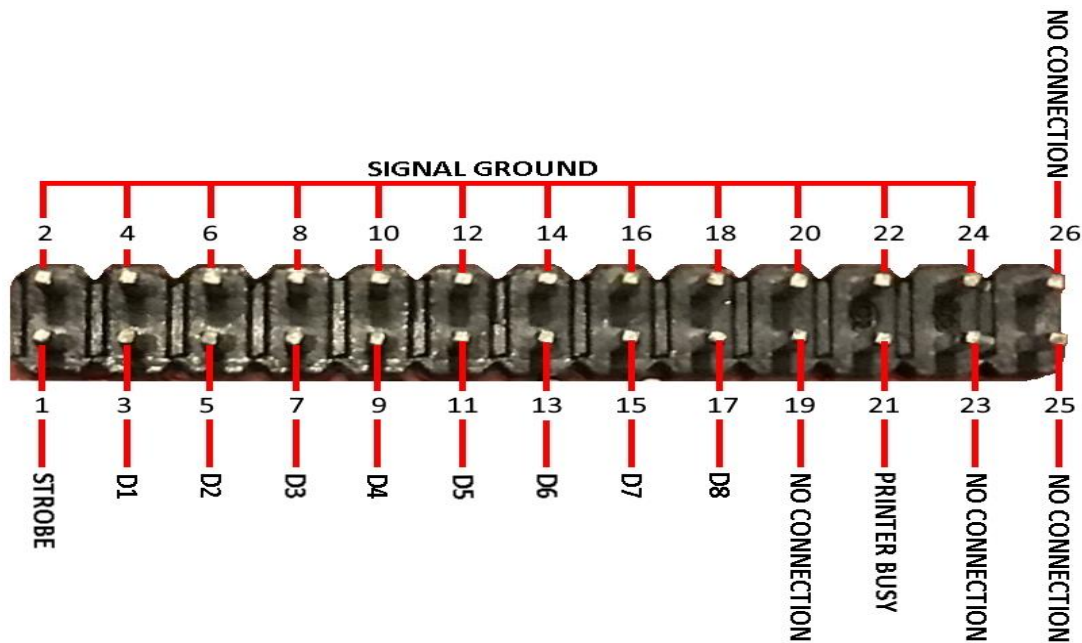 NO CONNECTION
SIGNAL GROUND
2 4 6 8 10 12 14 16 18 20 22 24 26
1 3 5 7 9 11 13 15 17 19 21 23 25
STROBE
D1
D2
D3
D4
D5
D6
D7
D8
NO CONNECTION
PRINTER BUSY
NO CONNECTION
NO CONNECTION